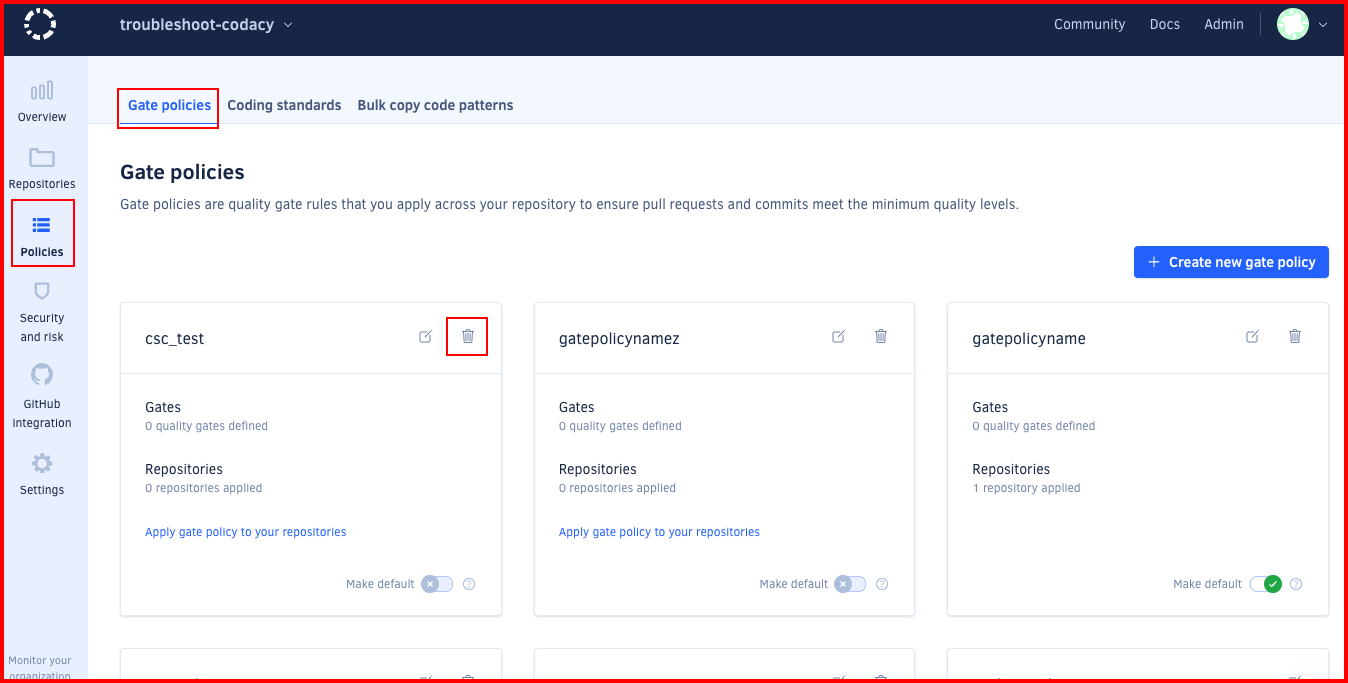 troubleshoot-codacy
Community Docs Admin
Overview
Repositories
Policies
Security
and risk
GitHub
integration
Settings
Monitor your
organization
Gate policies Coding standards Bulk copy code patterns
Gate policies
Gate policies are quality gate rules that you apply across your repository to ensure pull requests and commits meet the minimum quality levels.
+ Create new gate policy
csc_test
Gates
0 quality gates defined
Repositories
0 repositories applied
Apply gate policy to your repositories
Make default
gatepolicynamez
Gates
0 quality gates defined
Repositories
0 repositories applied
Apply gate policy to your repositories
Make default
gatepolicyname
Gates
0 quality gates defined
Repositories
1 repository applied
Make default